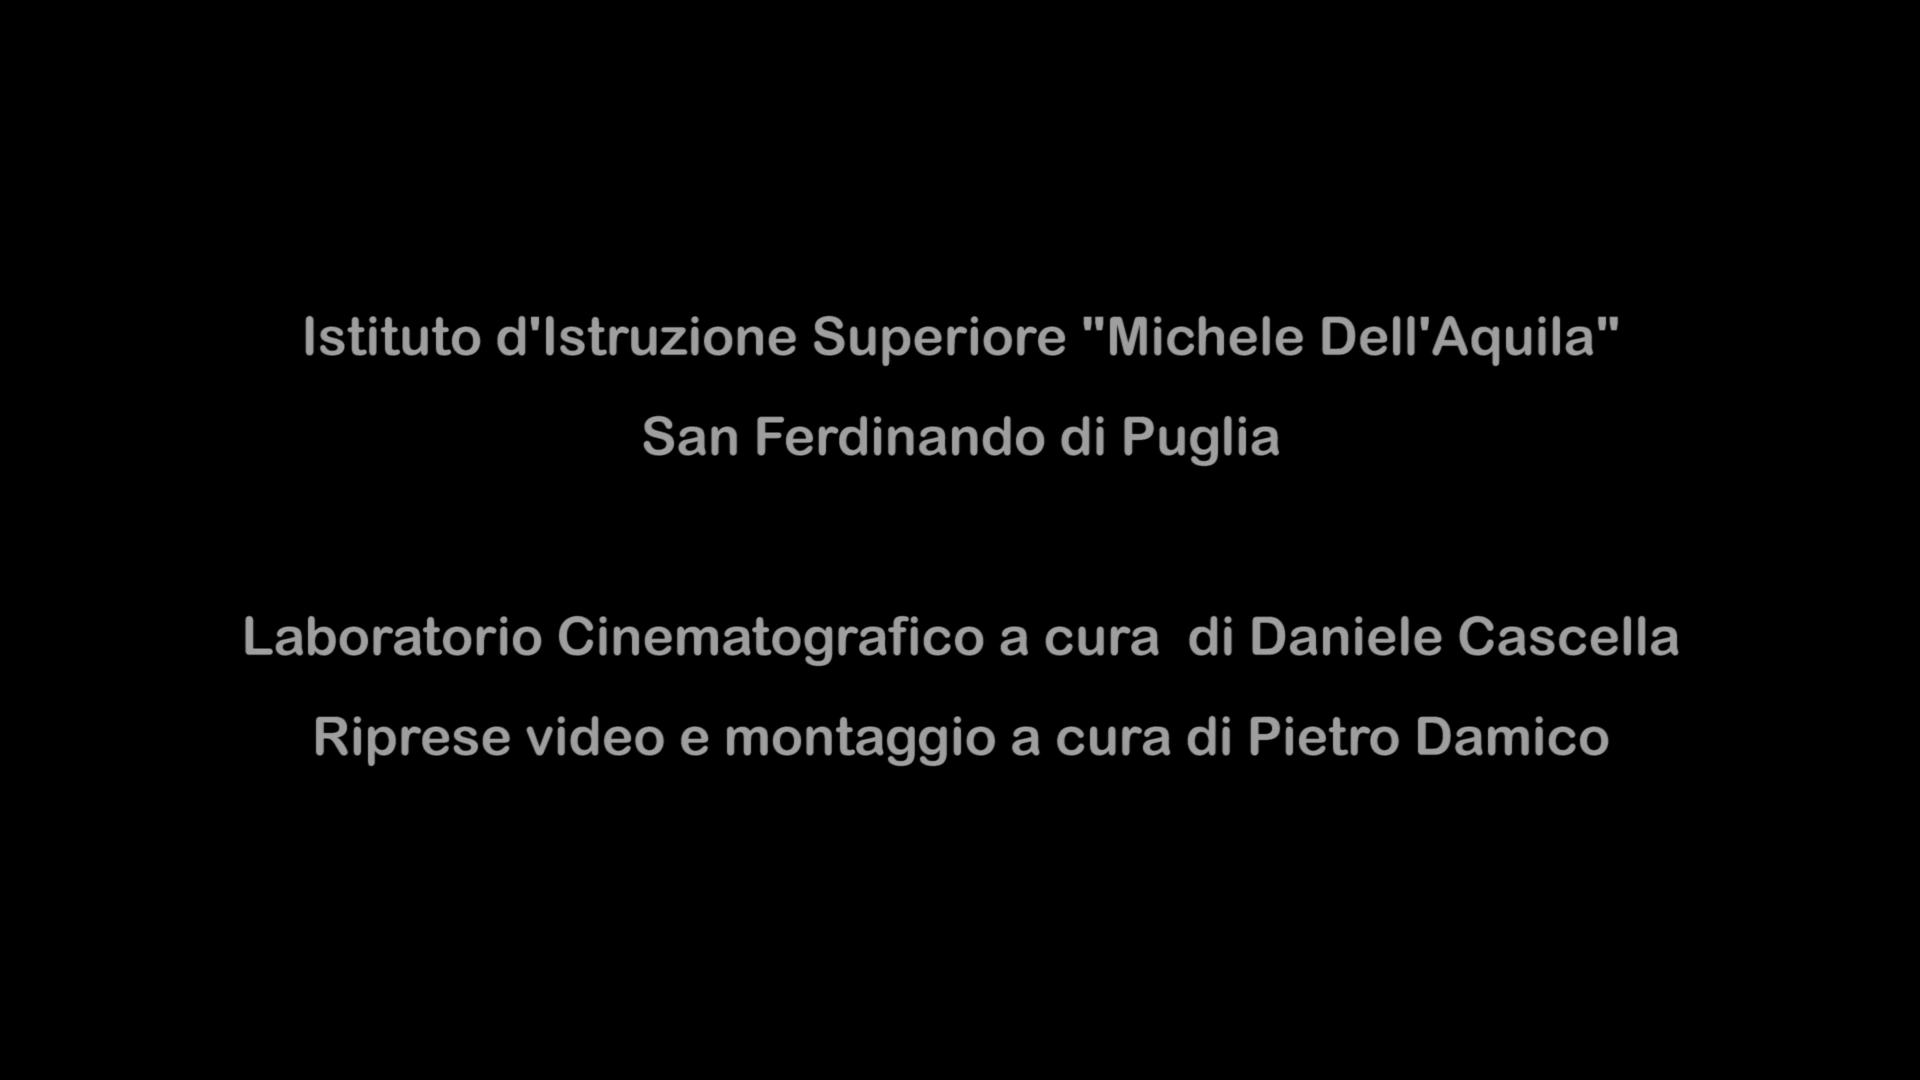 Istituto d'Istruzione Superiore "Michele Dell'Aquila"
San Ferdinando di Puglia
Laboratorio Cinematografico a cura  di Daniele Cascella
Riprese video e montaggio a cura di Pietro Damico